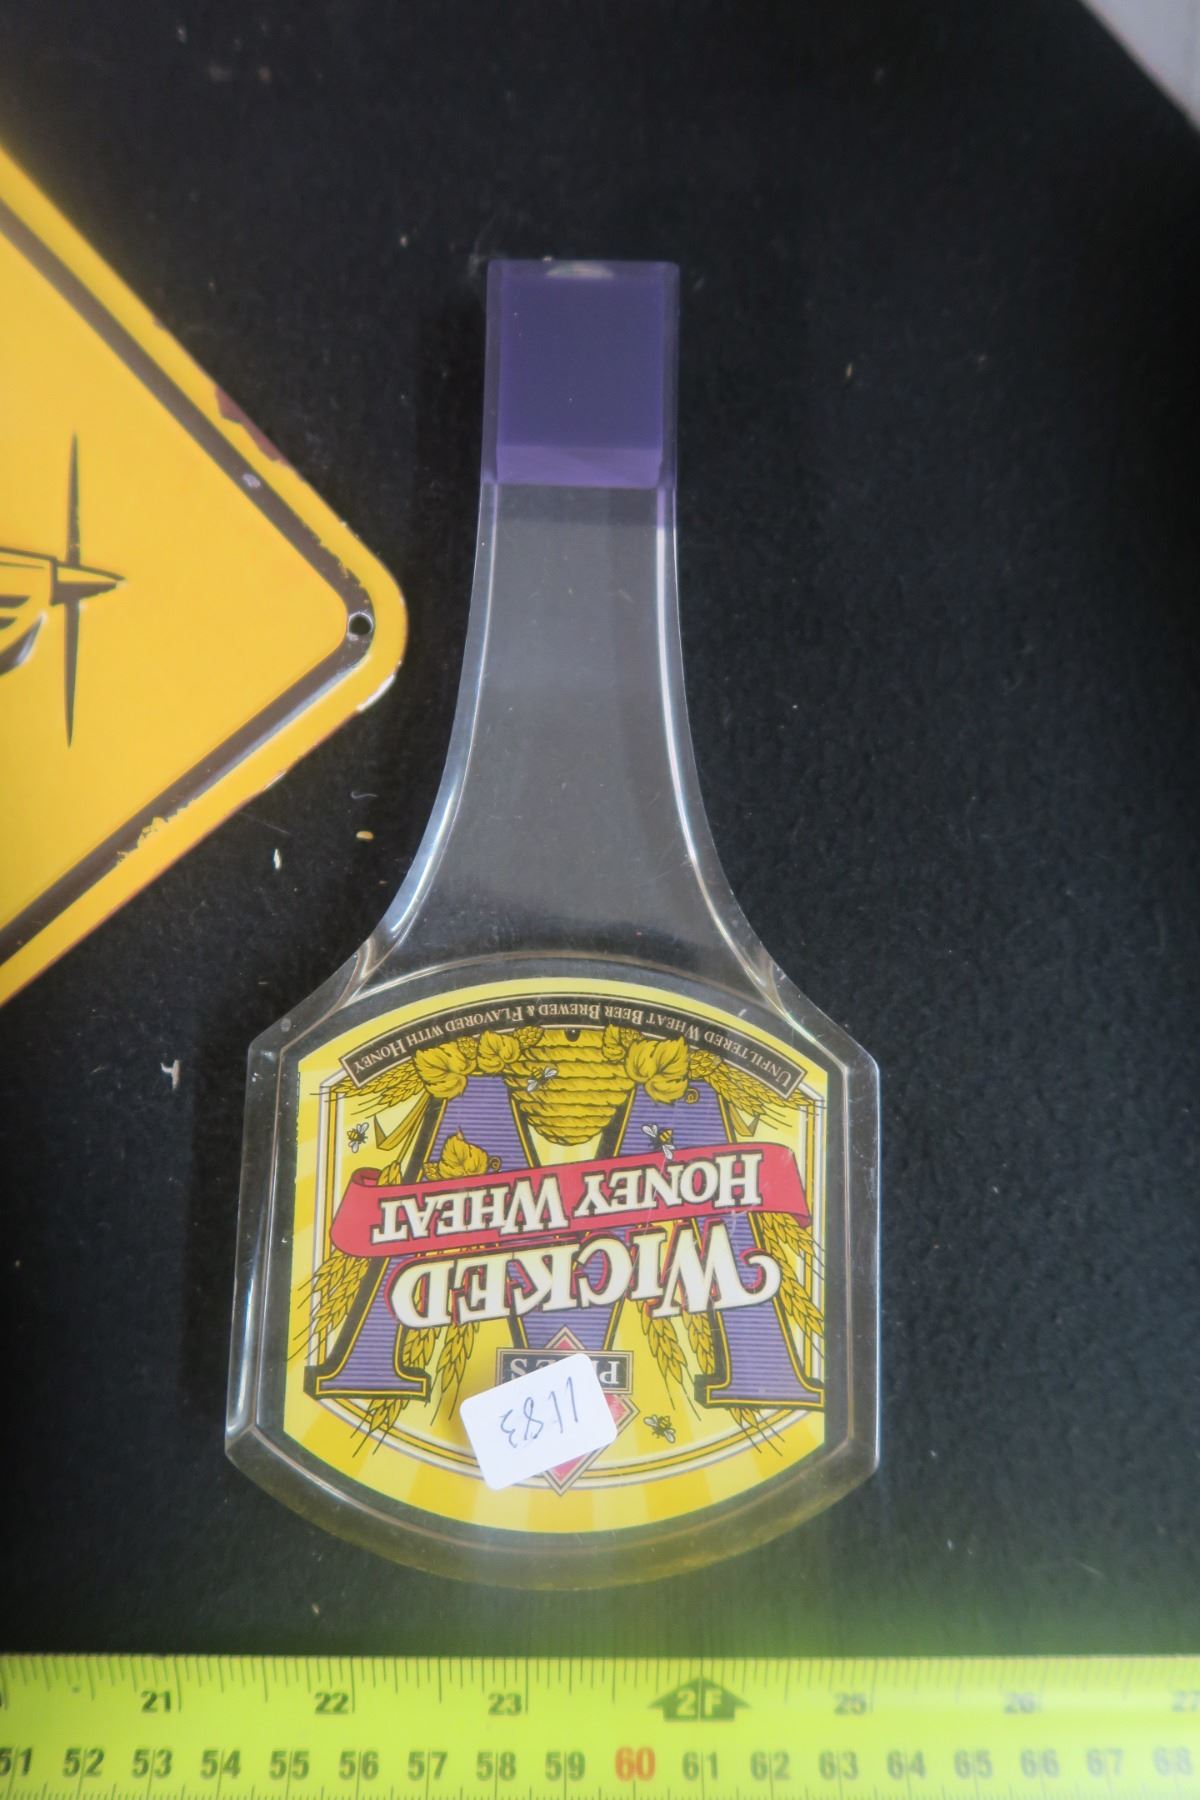 PETE'S
WICKED
HONEY WHEAT
UNFILTERED WHEAT BEER BREWED & FLAVORED WITH HONEY
1183
21 22 23 2F 25 26 27
51 52 53 54 55 56 57 58 59 60 61 62 63 64 65 66 67 68